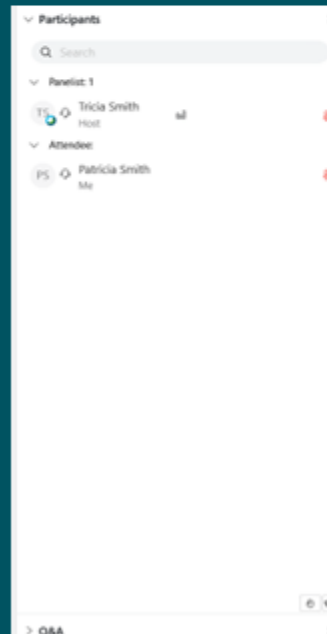 Participants
Search
Panelist: 1
TS
Tricia Smith
Host
Attendee:
PS
Patricia Smith
Me
Q&A